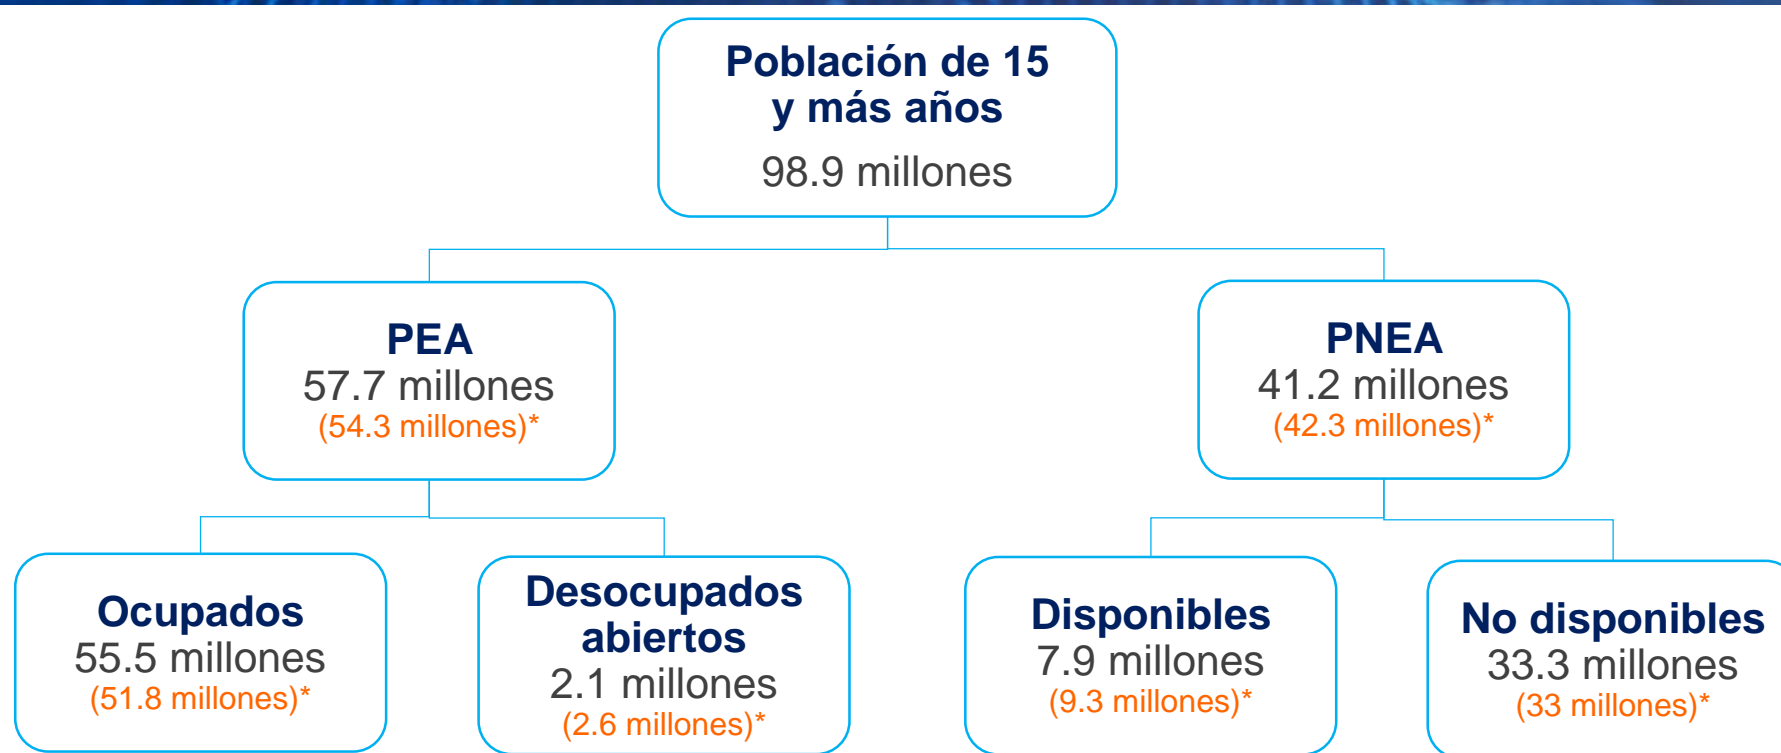 Población de 15
y más años
98.9 millones
PEA
57.7 millones
(54.3 millones)*
PNEA
41.2 millones
(42.3 millones)*
Ocupados
55.5 millones
(51.8 millones)*
Desocupados
abiertos
2.1 millones
(2.6 millones)*
Disponibles
7.9 millones
(9.3 millones)*
No disponibles
33.3 millones
(33 millones)*